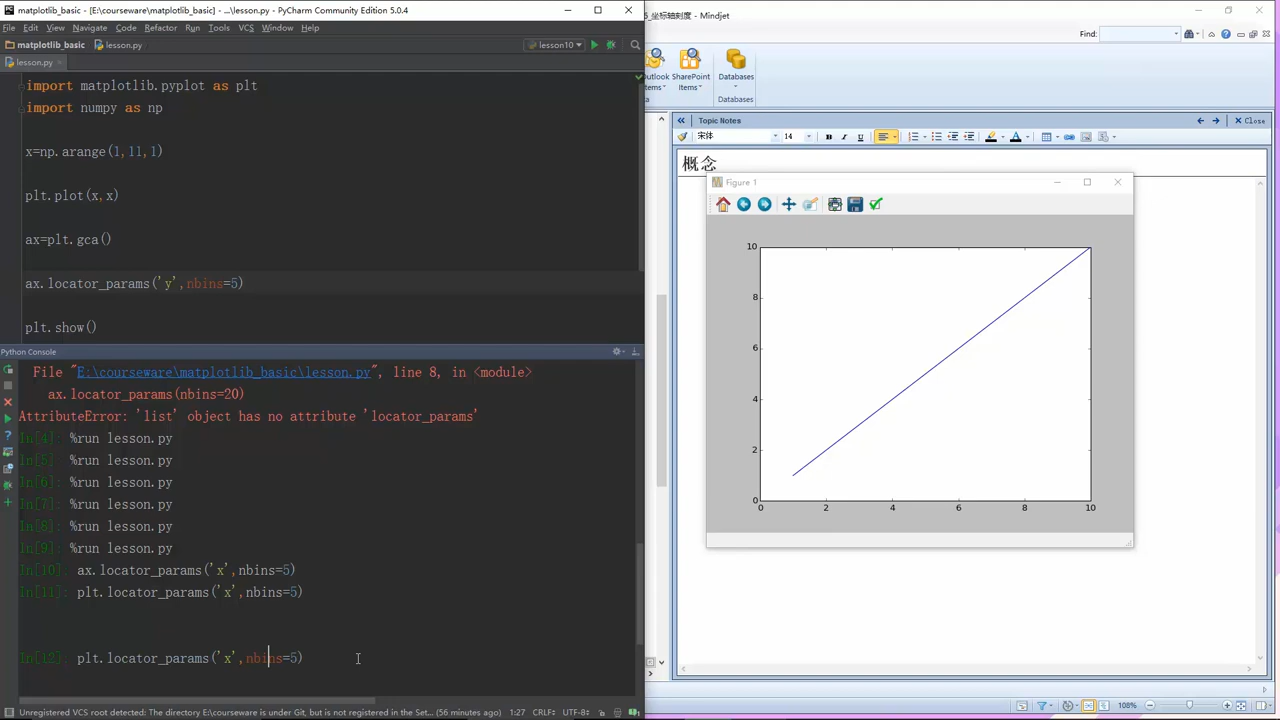 matplotlib_basic - [E:\courseware\matplotlib_basic] - ...\lesson.py - PyCharm Community Edition 5.0.4
File Edit View Navigate Code Refactor Run Tools VCS Window Help
matplotlib_basic lesson.py
lesson10
lesson.py
import matplotlib.pyplot as plt
import numpy as np
x=np.arange(1,11,1)
plt.plot(x,x)
ax=plt.gca()
ax.locator_params('y',nbins=5)
plt.show()
Python Console
File "E:\courseware\matplotlib_basic\lesson.py", line 8, in <module>
ax.locator_params(nbins=20)
AttributeError: 'list' object has no attribute 'locator_params'
In[4]: %run lesson.py
In[5]: %run lesson.py
In[6]: %run lesson.py
In[7]: %run lesson.py
In[8]: %run lesson.py
In[9]: %run lesson.py
In[10]: ax.locator_params('x',nbins=5)
In[11]: plt.locator_params('x',nbins=5)
In[12]: plt.locator_params('x',nbins=5)
Unregistered VCS root detected: The directory E:\courseware is under Git, but is not registered in the Set... (56 minutes ago) 1:27 CRLF UTF-8
坐标轴刻度 - Mindjet
Find:
Outlook Items
SharePoint Items
Databases
Databases
Topic Notes
Close
宋体 14
概念
Figure 1
10
8
6
4
2
0
0 2 4 6 8 10
108%